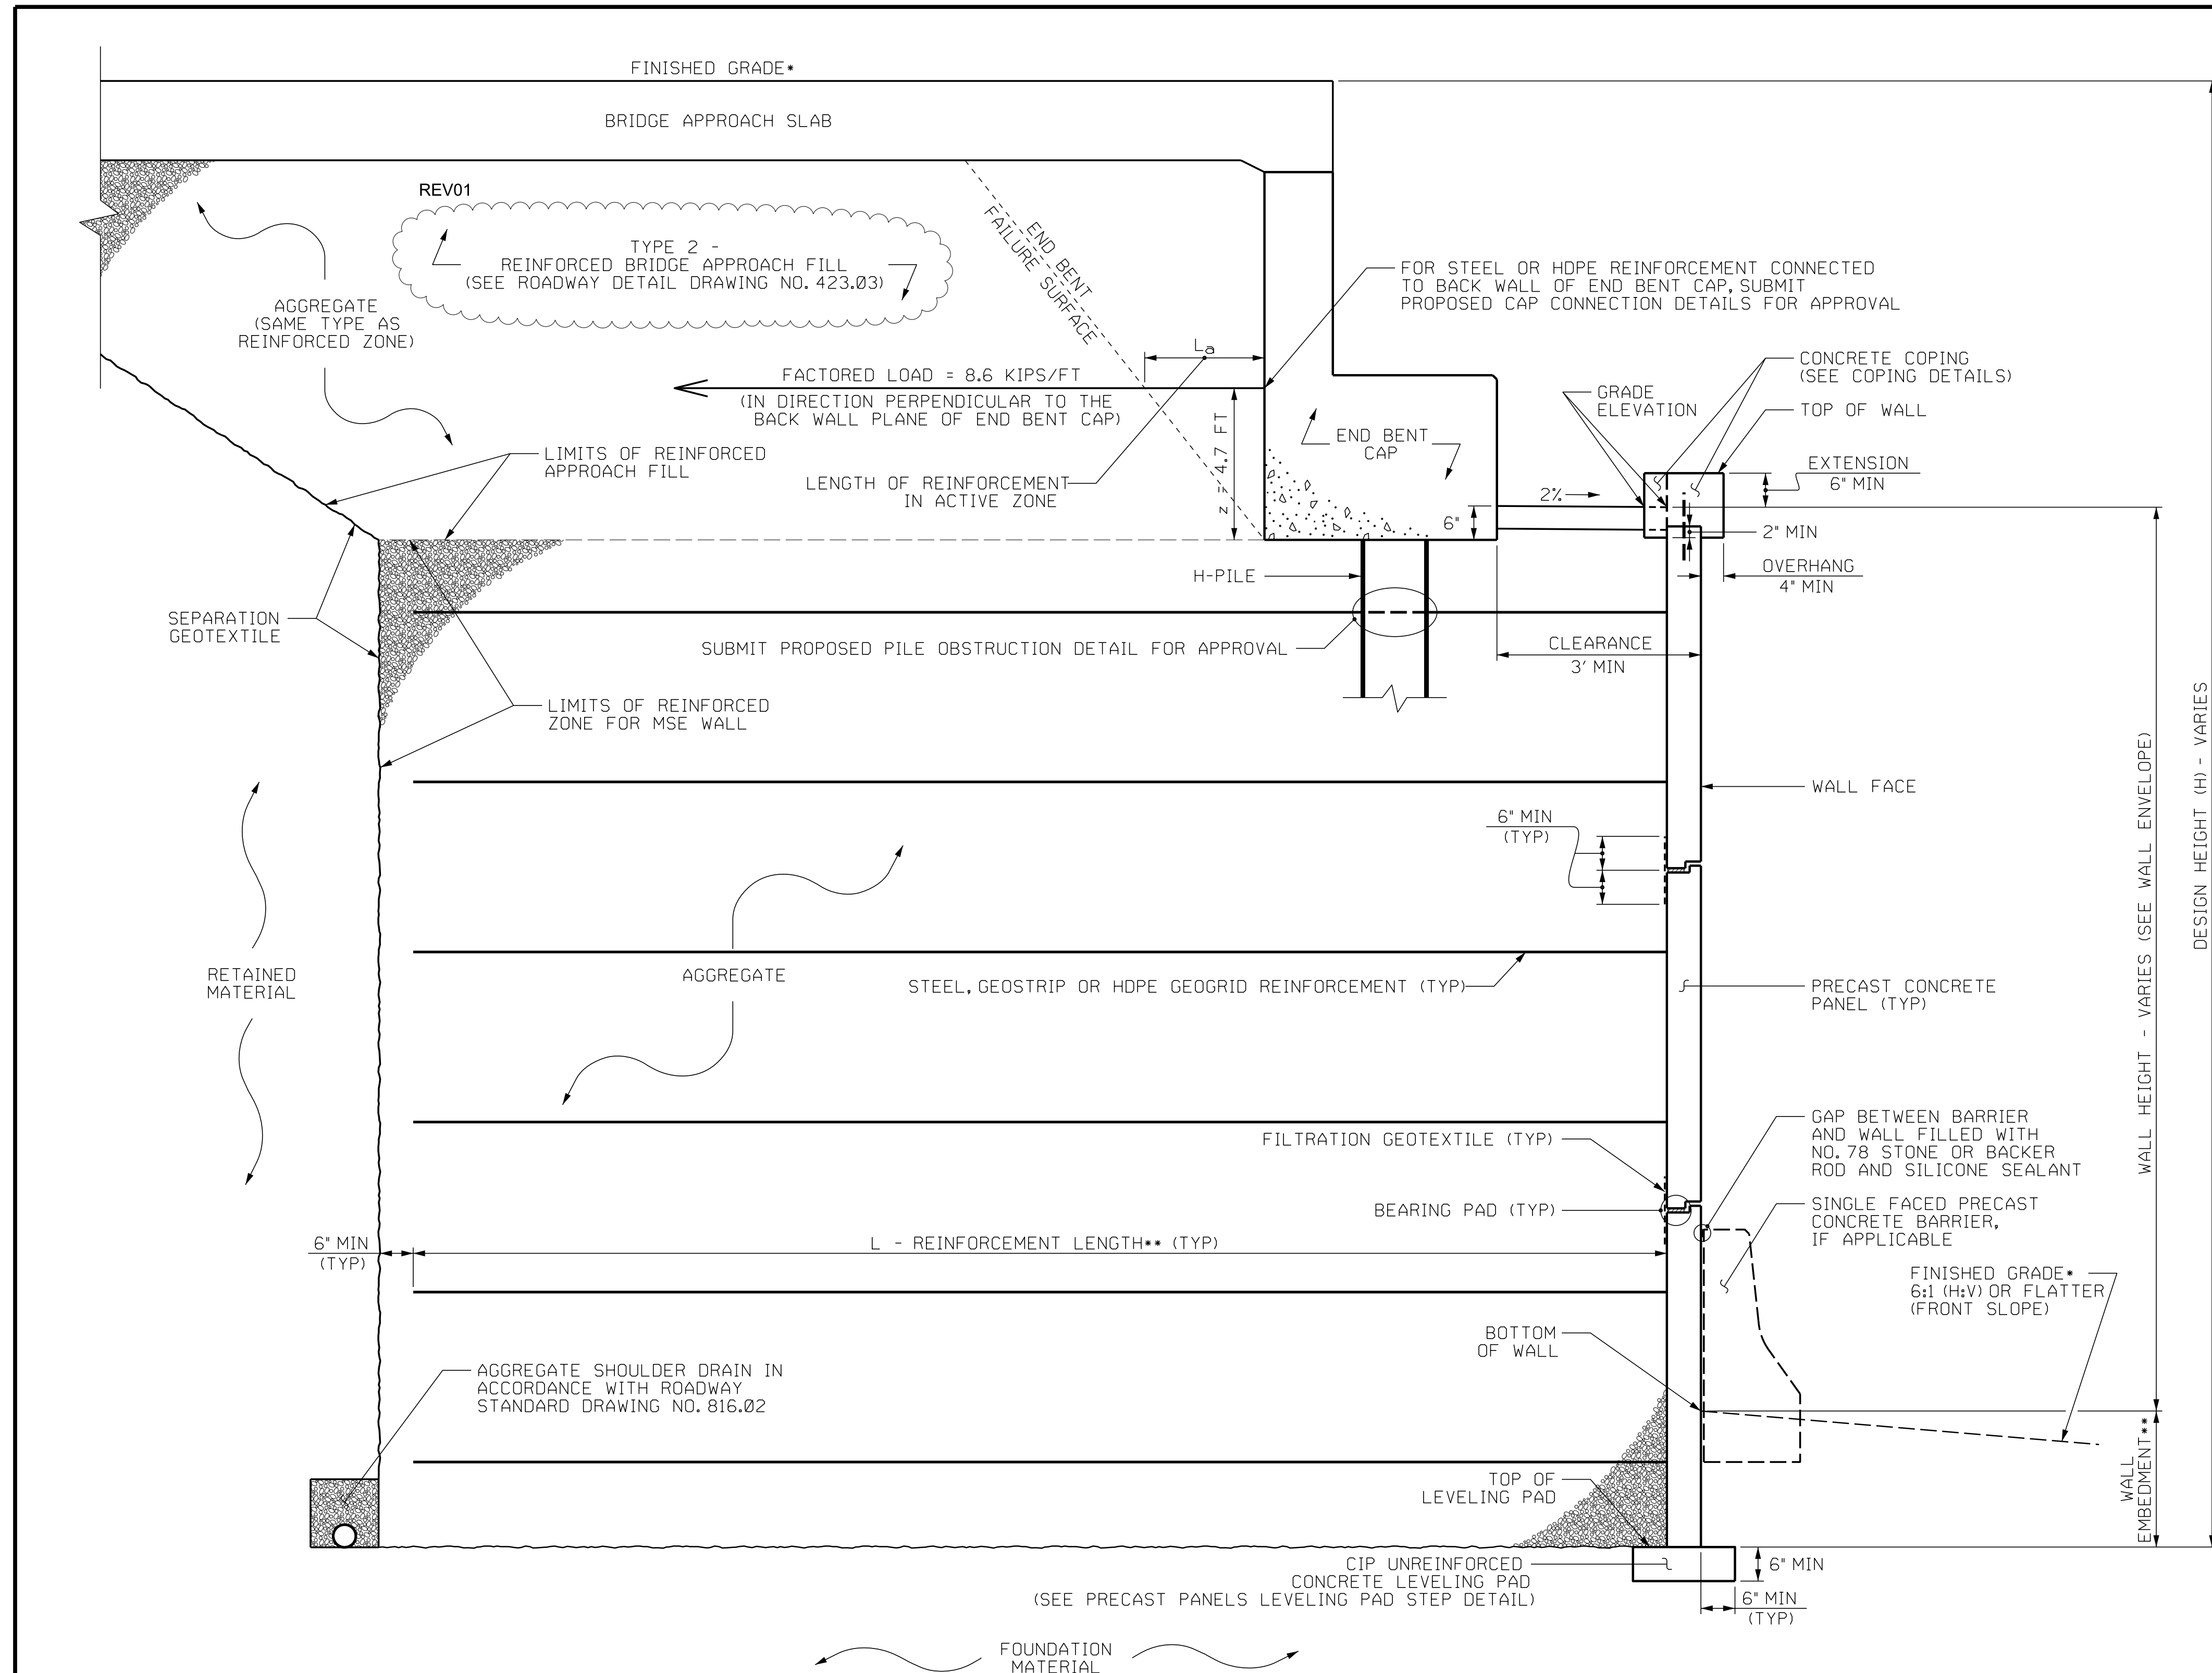 FINISHED GRADE*
BRIDGE APPROACH SLAB
REV01
TYPE 2 -
REINFORCED BRIDGE APPROACH FILL
(SEE ROADWAY DETAIL DRAWING NO. 423.03)
AGGREGATE
(SAME TYPE AS
REINFORCED ZONE)
END BENT
FAILURE SURFACE
FOR STEEL OR HDPE REINFORCEMENT CONNECTED
TO BACK WALL OF END BENT CAP, SUBMIT
PROPOSED CAP CONNECTION DETAILS FOR APPROVAL
La
FACTORED LOAD = 8.6 KIPS/FT
(IN DIRECTION PERPENDICULAR TO THE
BACK WALL PLANE OF END BENT CAP)
z = 4.7 FT
LENGTH OF REINFORCEMENT
IN ACTIVE ZONE
LIMITS OF REINFORCED
APPROACH FILL
END BENT
CAP
CONCRETE COPING
(SEE COPING DETAILS)
GRADE
ELEVATION
TOP OF WALL
EXTENSION
6" MIN
2%
6"
2" MIN
OVERHANG
4" MIN
H-PILE
SEPARATION
GEOTEXTILE
SUBMIT PROPOSED PILE OBSTRUCTION DETAIL FOR APPROVAL
CLEARANCE
3' MIN
LIMITS OF REINFORCED
ZONE FOR MSE WALL
WALL FACE
6" MIN
(TYP)
RETAINED
MATERIAL
AGGREGATE
STEEL, GEOSTRIP OR HDPE GEOGRID REINFORCEMENT (TYP)
PRECAST CONCRETE
PANEL (TYP)
WALL HEIGHT - VARIES (SEE WALL ENVELOPE)
DESIGN HEIGHT (H) - VARIES
FILTRATION GEOTEXTILE (TYP)
GAP BETWEEN BARRIER
AND WALL FILLED WITH
NO. 78 STONE OR BACKER
ROD AND SILICONE SEALANT
BEARING PAD (TYP)
SINGLE FACED PRECAST
CONCRETE BARRIER,
IF APPLICABLE
6" MIN
(TYP)
L - REINFORCEMENT LENGTH** (TYP)
FINISHED GRADE*
6:1 (H:V) OR FLATTER
(FRONT SLOPE)
BOTTOM
OF WALL
AGGREGATE SHOULDER DRAIN IN
ACCORDANCE WITH ROADWAY
STANDARD DRAWING NO. 816.02
TOP OF
LEVELING PAD
WALL
EMBEDMENT**
CIP UNREINFORCED
CONCRETE LEVELING PAD
(SEE PRECAST PANELS LEVELING PAD STEP DETAIL)
6" MIN
6" MIN
(TYP)
FOUNDATION
MATERIAL